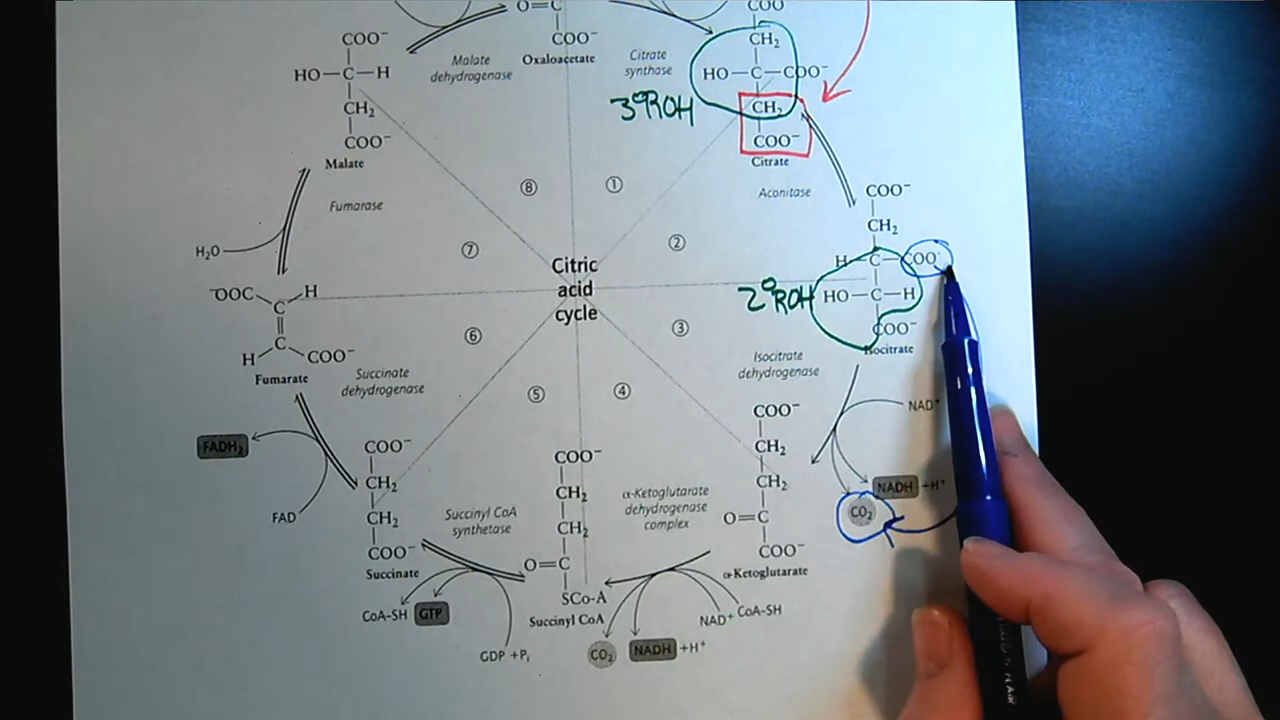 O=C
COO⁻
Oxaloacetate
Malate
dehydrogenase
Citrate
synthase
COO
CH₂
HO—C—COO⁻
CH₂
COO⁻
Citrate
3°ROH
COO⁻
HO—C—H
CH₂
COO⁻
Malate
Aconitase
⑧
①
Fumarase
⑦
②
H₂O
COO⁻
CH₂
H—C—COO⁻
HO—C—H
COO⁻
Isocitrate
2°ROH
Citric
acid
cycle
⁻OOC
H
C
C
H
COO⁻
Fumarate
⑥
③
Succinate
dehydrogenase
Isocitrate
dehydrogenase
⑤
④
NAD⁺
FADH₂
FAD
COO⁻
CH₂
CH₂
COO⁻
Succinate
Succinyl CoA
synthetase
COO⁻
CH₂
CH₂
O=C
SCo-A
Succinyl CoA
α-Ketoglutarate
dehydrogenase
complex
COO⁻
CH₂
CH₂
O=C
COO⁻
α-Ketoglutarate
NADH +H⁺
CO₂
CoA-SH GTP
GDP +Pᵢ
CO₂ NADH +H⁺
NAD⁺ CoA-SH